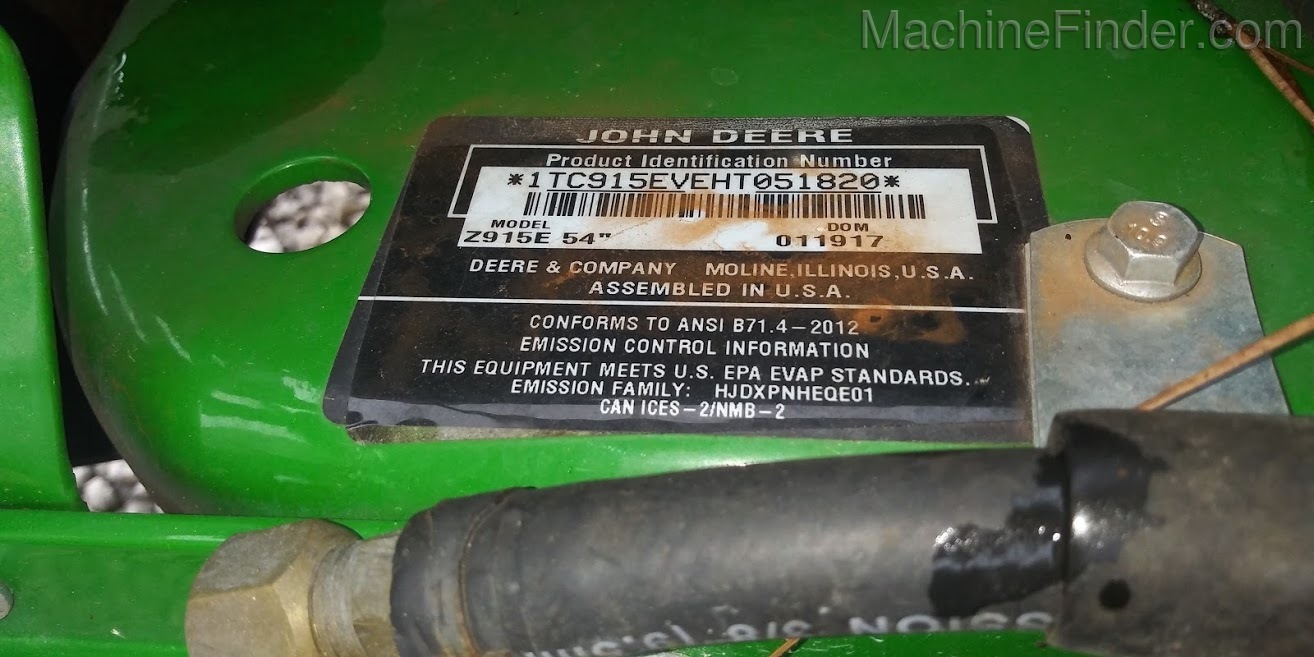 MachineFinder.com
JOHN DEERE
Product Identification Number
*1TC915EVEHT051820*
MODEL DOM
Z915E 54" 011917
DEERE & COMPANY MOLINE, ILLINOIS, U.S.A.
ASSEMBLED IN U.S.A.
CONFORMS TO ANSI B71.4-2012
EMISSION CONTROL INFORMATION
THIS EQUIPMENT MEETS U.S. EPA EVAP STANDARDS.
EMISSION FAMILY: HJDXPNHEQE01
CAN ICES-2/NMB-2